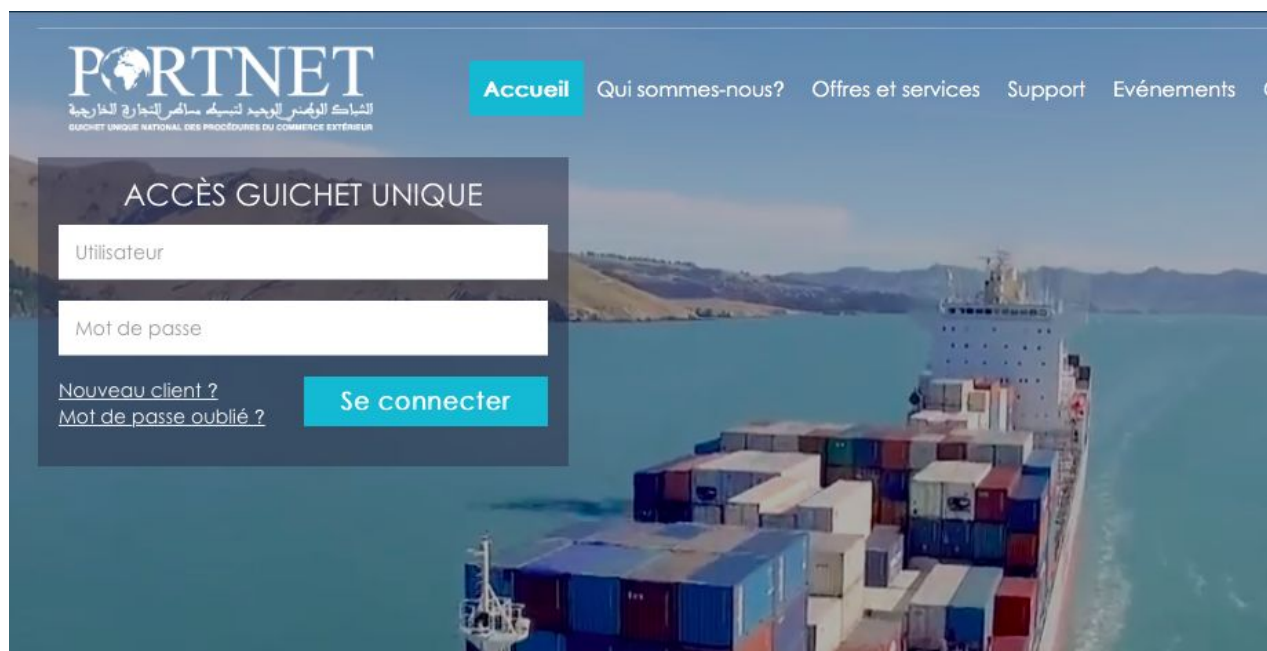 PORTNET
الشباك الوطني الوحيد لتبسيط مساطر التجارة الخارجية
GUICHET UNIQUE NATIONAL DES PROCÉDURES DU COMMERCE EXTÉRIEUR
Accueil Qui sommes-nous? Offres et services Support Evénements
ACCÈS GUICHET UNIQUE
Utilisateur
Mot de passe
Nouveau client ?
Mot de passe oublié ?
Se connecter